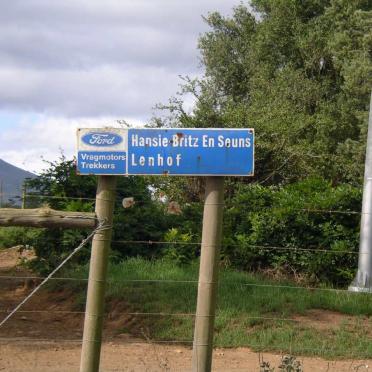 Ford
Vragmotors
Trekkers
Hansie Britz En Seuns
Lenhof